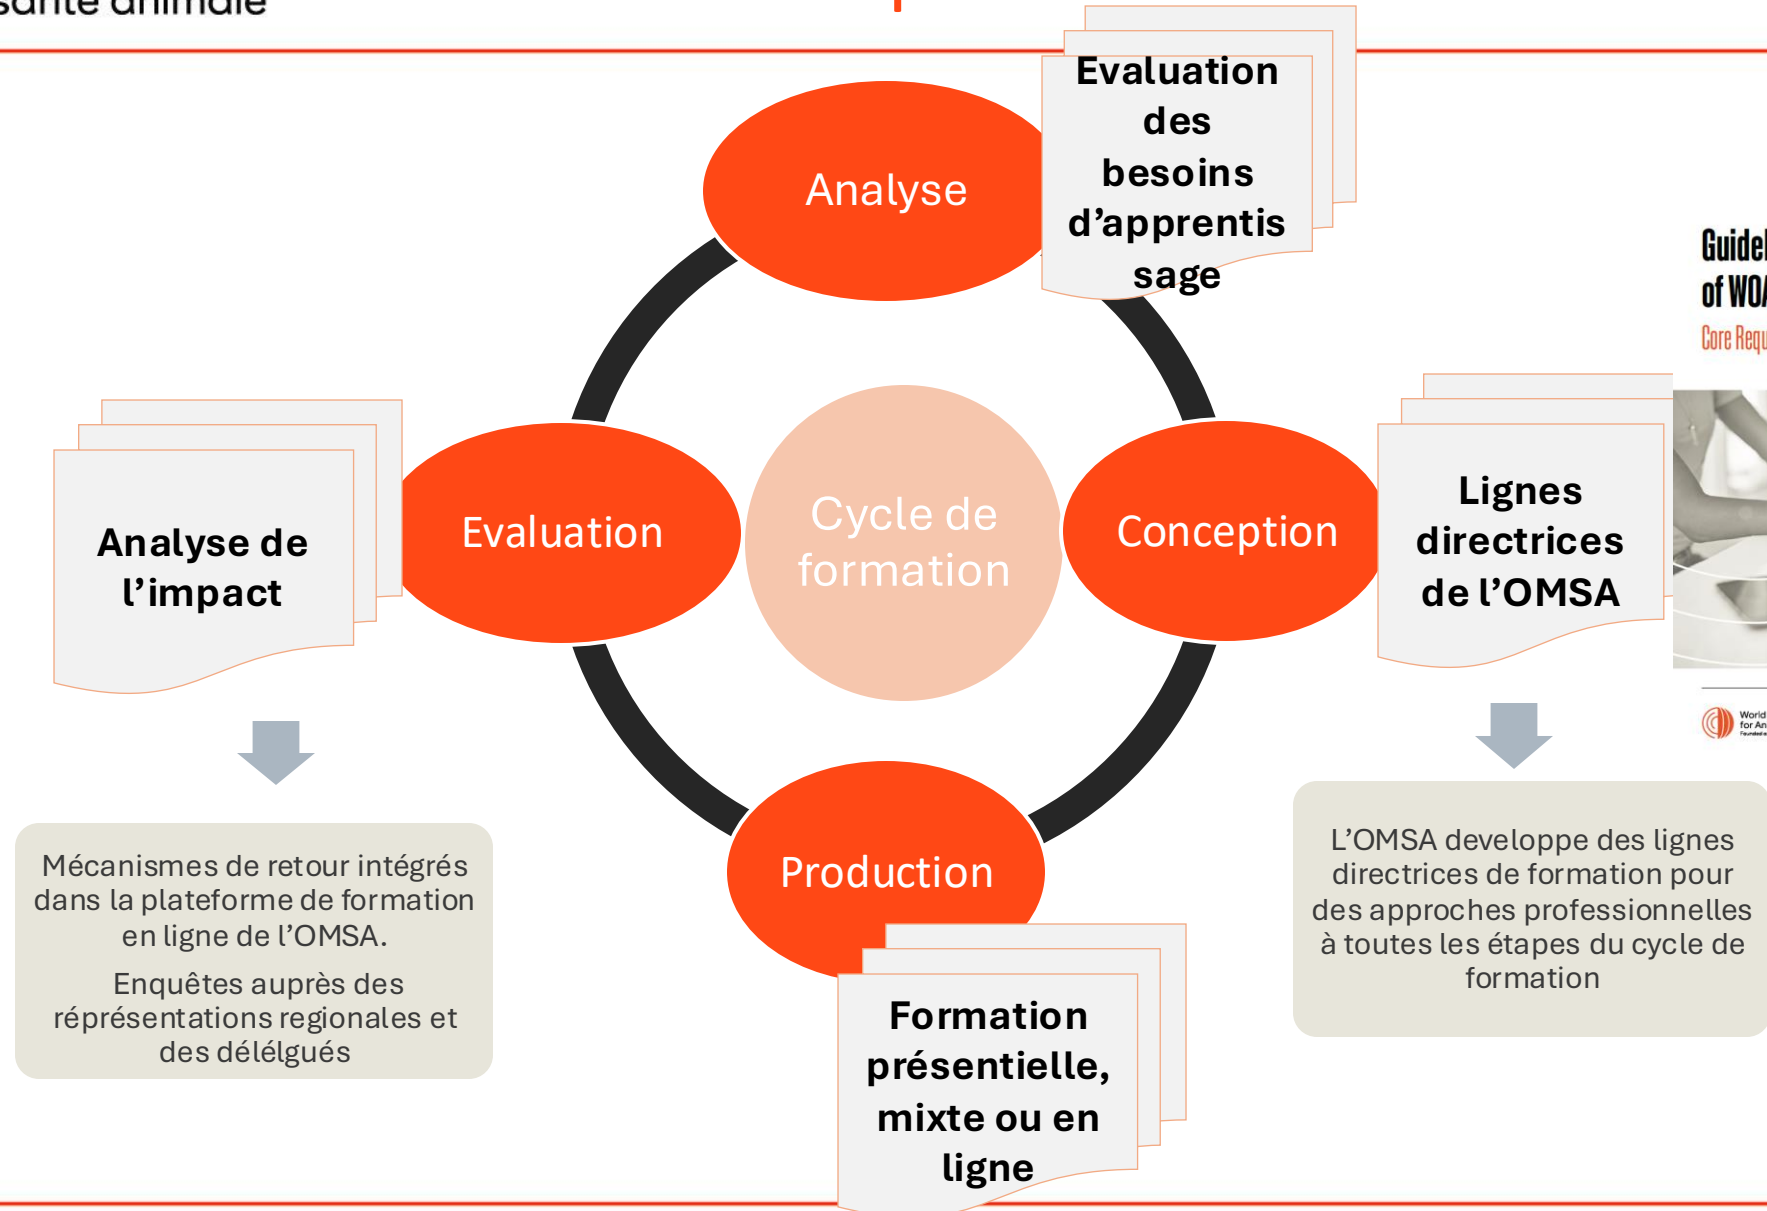 santé animale
Evaluation
des
besoins
d’apprentis
sage
Analyse
Cycle de
formation
Evaluation
Conception
Production
Analyse de
l’impact
Lignes
directrices
de l’OMSA
Formation
présentielle,
mixte ou en
ligne
Mécanismes de retour intégrés
dans la plateforme de formation
en ligne de l’OMSA.
Enquêtes auprès des
réprésentations regionales et
des délélgués
L’OMSA developpe des lignes
directrices de formation pour
des approches professionnelles
à toutes les étapes du cycle de
formation
of
Core
World
for